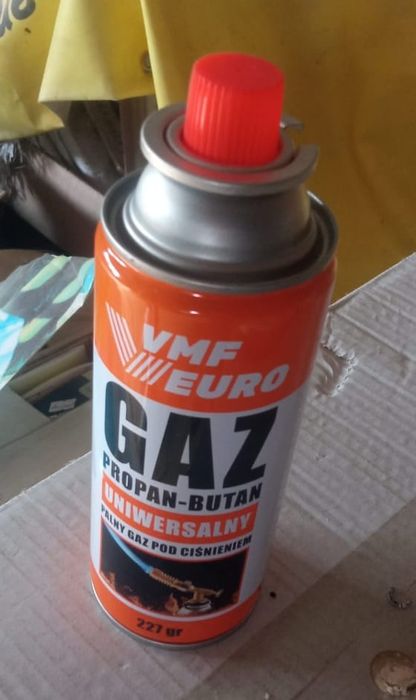 VMF
EURO
GAZ
PROPAN-BUTAN
UNIWERSALNY
PALNY GAZ POD CIŚNIENIEM
227 gr